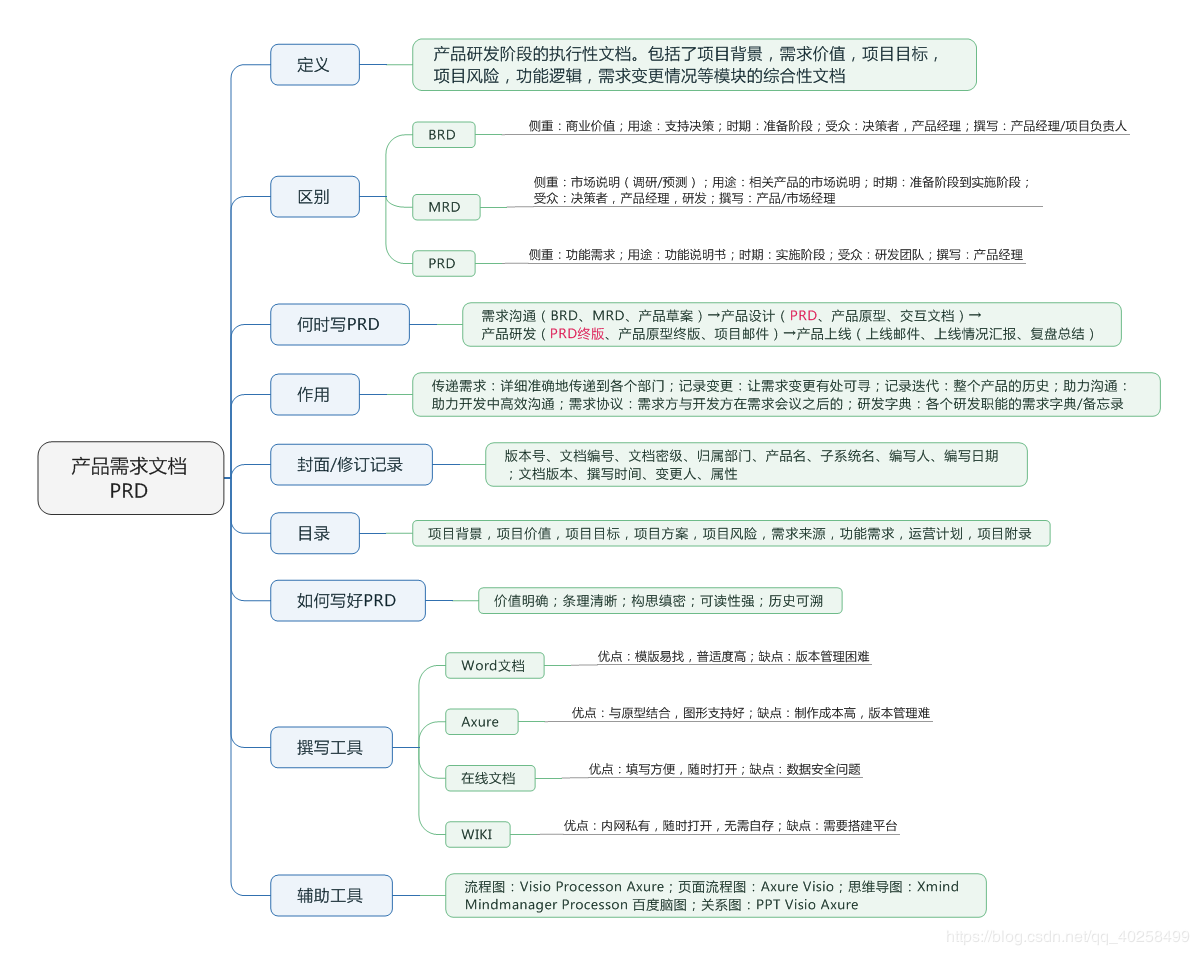 定义
产品研发阶段的执行性文档。包括了项目背景，需求价值，项目目标，
项目风险，功能逻辑，需求变更情况等模块的综合性文档
区别
BRD
侧重：商业价值；用途：支持决策；时期：准备阶段；受众：决策者，产品经理；撰写：产品经理/项目负责人
MRD
侧重：市场说明（调研/预测）；用途：相关产品的市场说明；时期：准备阶段到实施阶段；
受众：决策者，产品经理，研发；撰写：产品/市场经理
PRD
侧重：功能需求；用途：功能说明书；时期：实施阶段；受众：研发团队；撰写：产品经理
何时写PRD
需求沟通（BRD、MRD、产品草案）→产品设计（PRD、产品原型、交互文档）→
产品研发（PRD终版、产品原型终版、项目邮件）→产品上线（上线邮件、上线情况汇报、复盘总结）
作用
传递需求：详细准确地传递到各个部门；记录变更：让需求变更有处可寻；记录迭代：整个产品的历史；助力沟通：
助力开发中高效沟通；需求协议：需求方与开发方在需求会议之后的；研发字典：各个研发职能的需求字典/备忘录
产品需求文档
PRD
封面/修订记录
版本号、文档编号、文档密级、归属部门、产品名、子系统名、编写人、编写日期
；文档版本、撰写时间、变更人、属性
目录
项目背景，项目价值，项目目标，项目方案，项目风险，需求来源，功能需求，运营计划，项目附录
如何写好PRD
价值明确；条理清晰；构思缜密；可读性强；历史可溯
撰写工具
Word文档
优点：模版易找，普适度高；缺点：版本管理困难
Axure
优点：与原型结合，图形支持好；缺点：制作成本高，版本管理难
在线文档
优点：填写方便，随时打开；缺点：数据安全问题
WIKI
优点：内网私有，随时打开，无需自存；缺点：需要搭建平台
辅助工具
流程图：Visio Processon Axure；页面流程图：Axure Visio；思维导图：Xmind
Mindmanager Processon 百度脑图；关系图：PPT Visio Axure
https://blog.csdn.net/qq_40258499